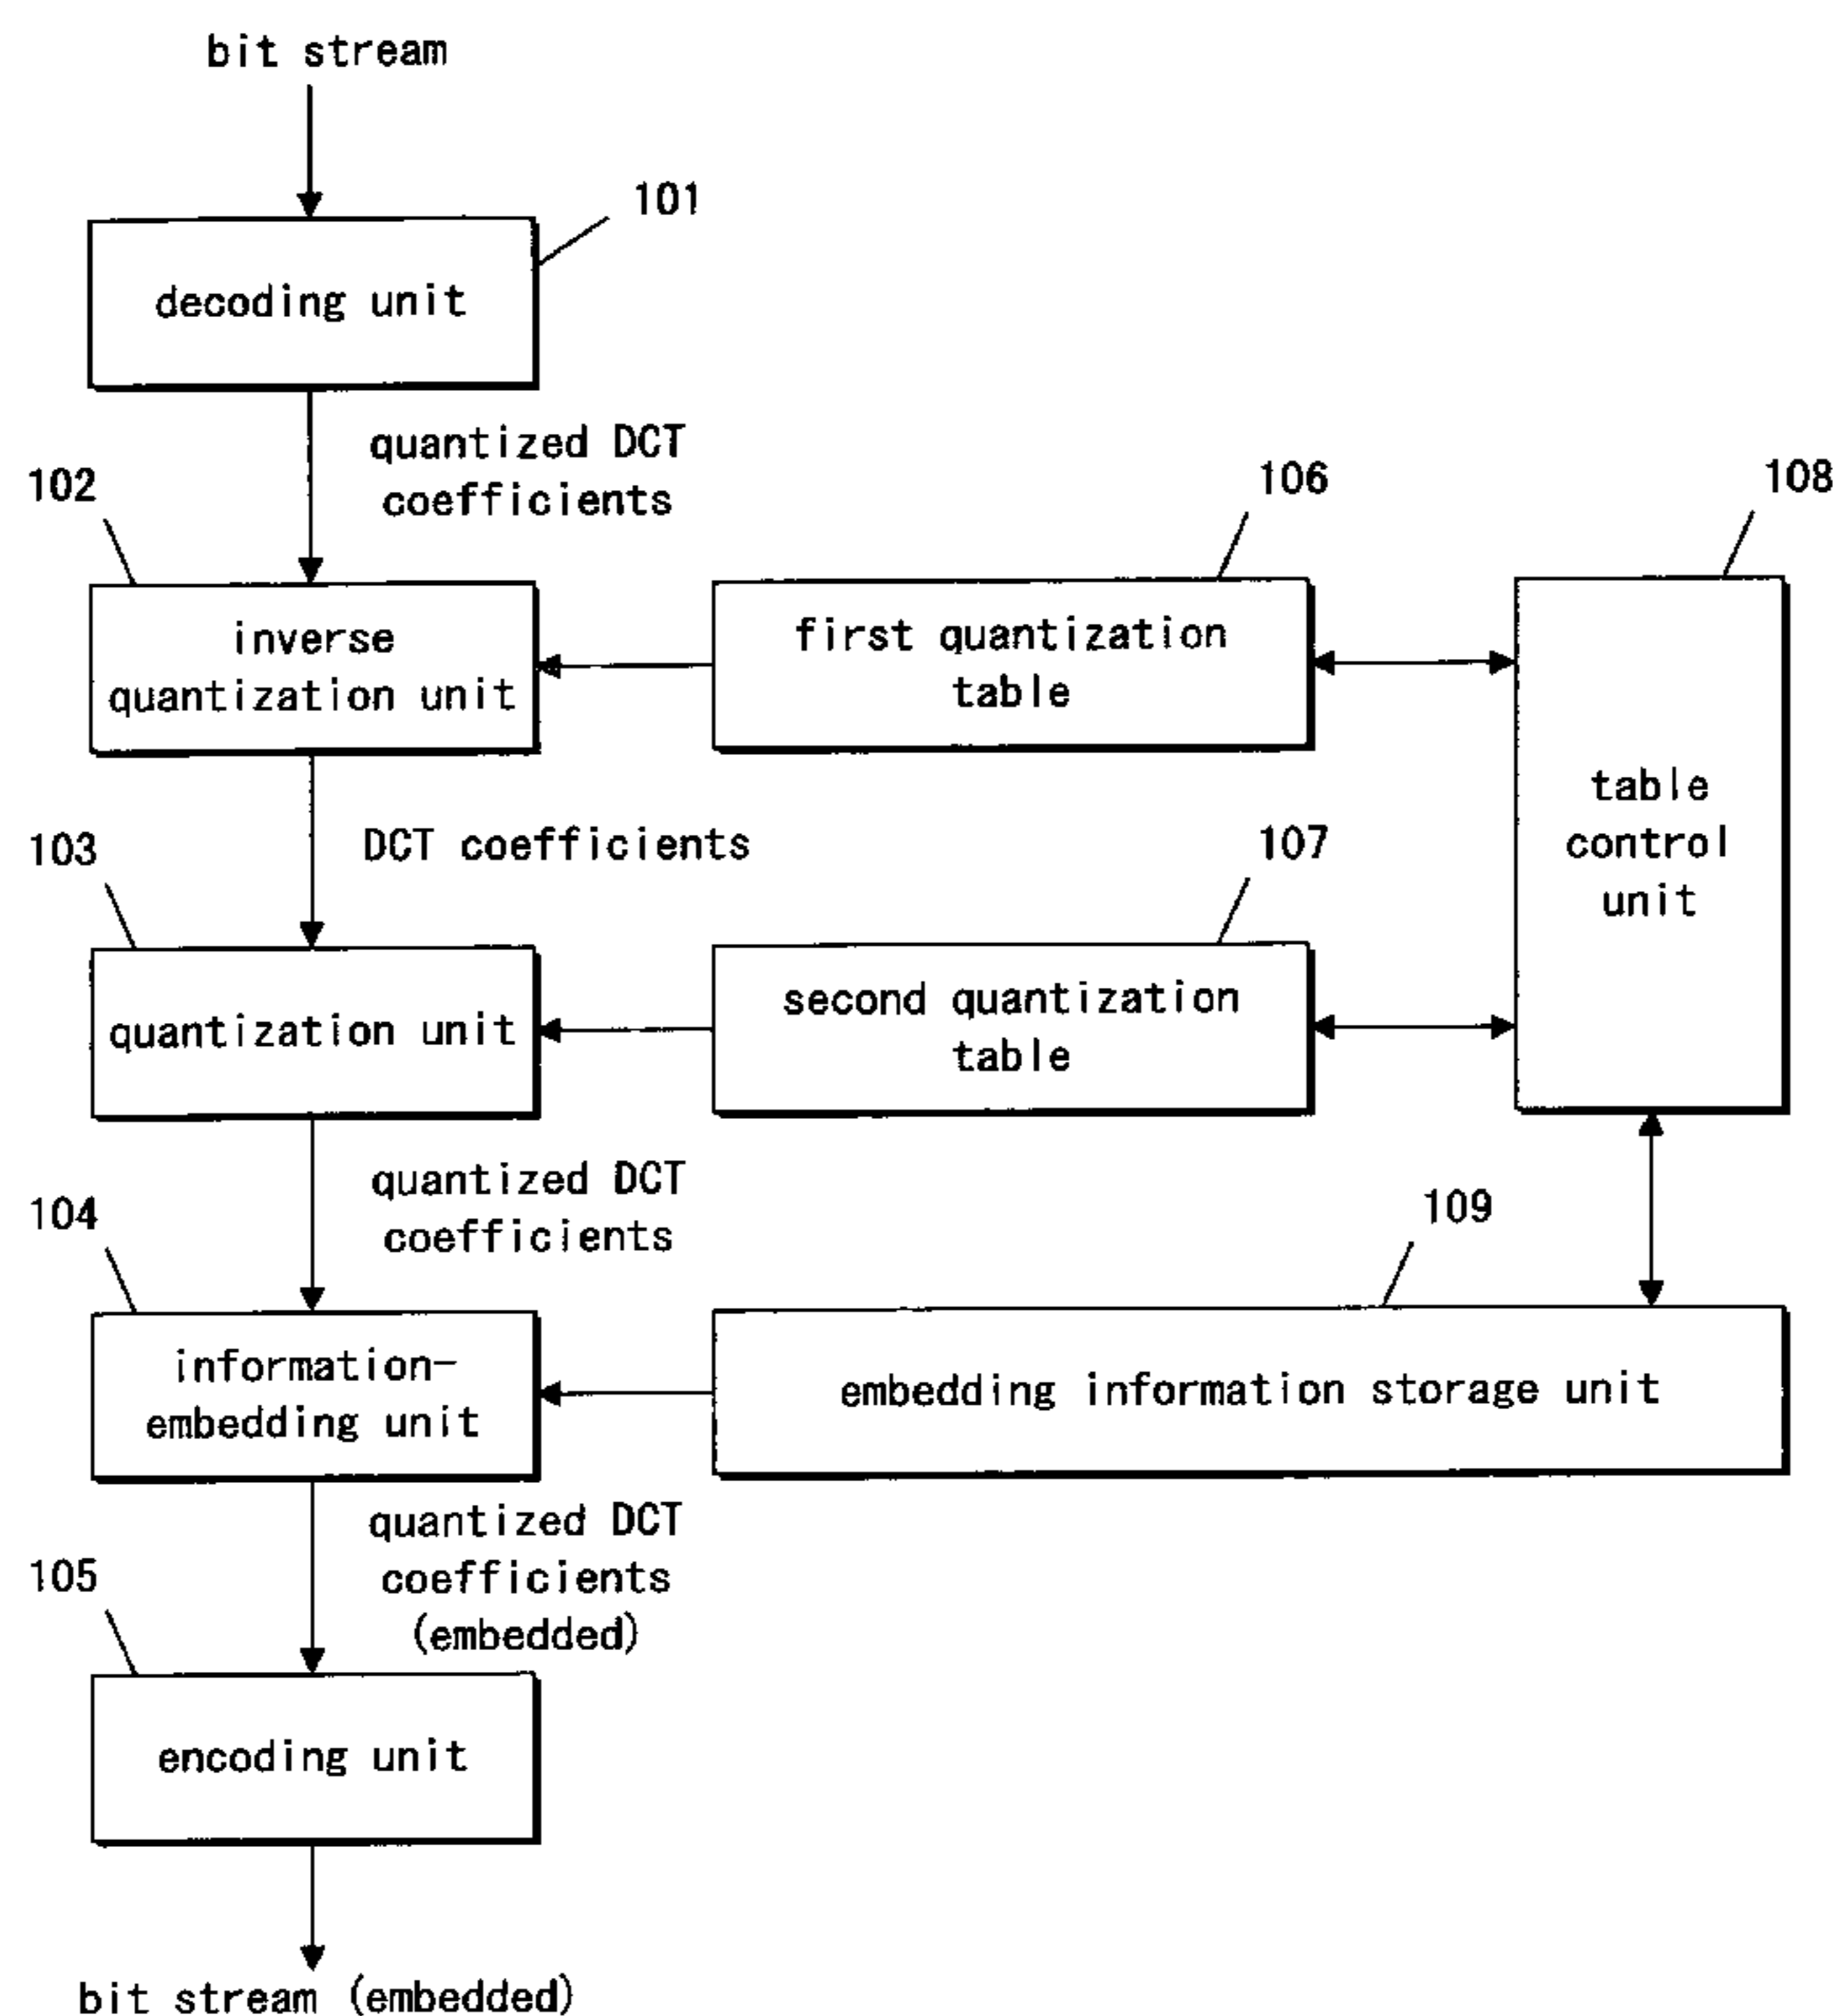 bit stream
101
decoding unit
quantized DCT
coefficients
102
106
108
inverse
quantization unit
first quantization
table
table
control
unit
DCT coefficients
103
107
quantization unit
second quantization
table
quantized DCT
coefficients
104
109
information-
embedding unit
embedding information storage unit
quantized DCT
coefficients
(embedded)
105
encoding unit
bit stream (embedded)